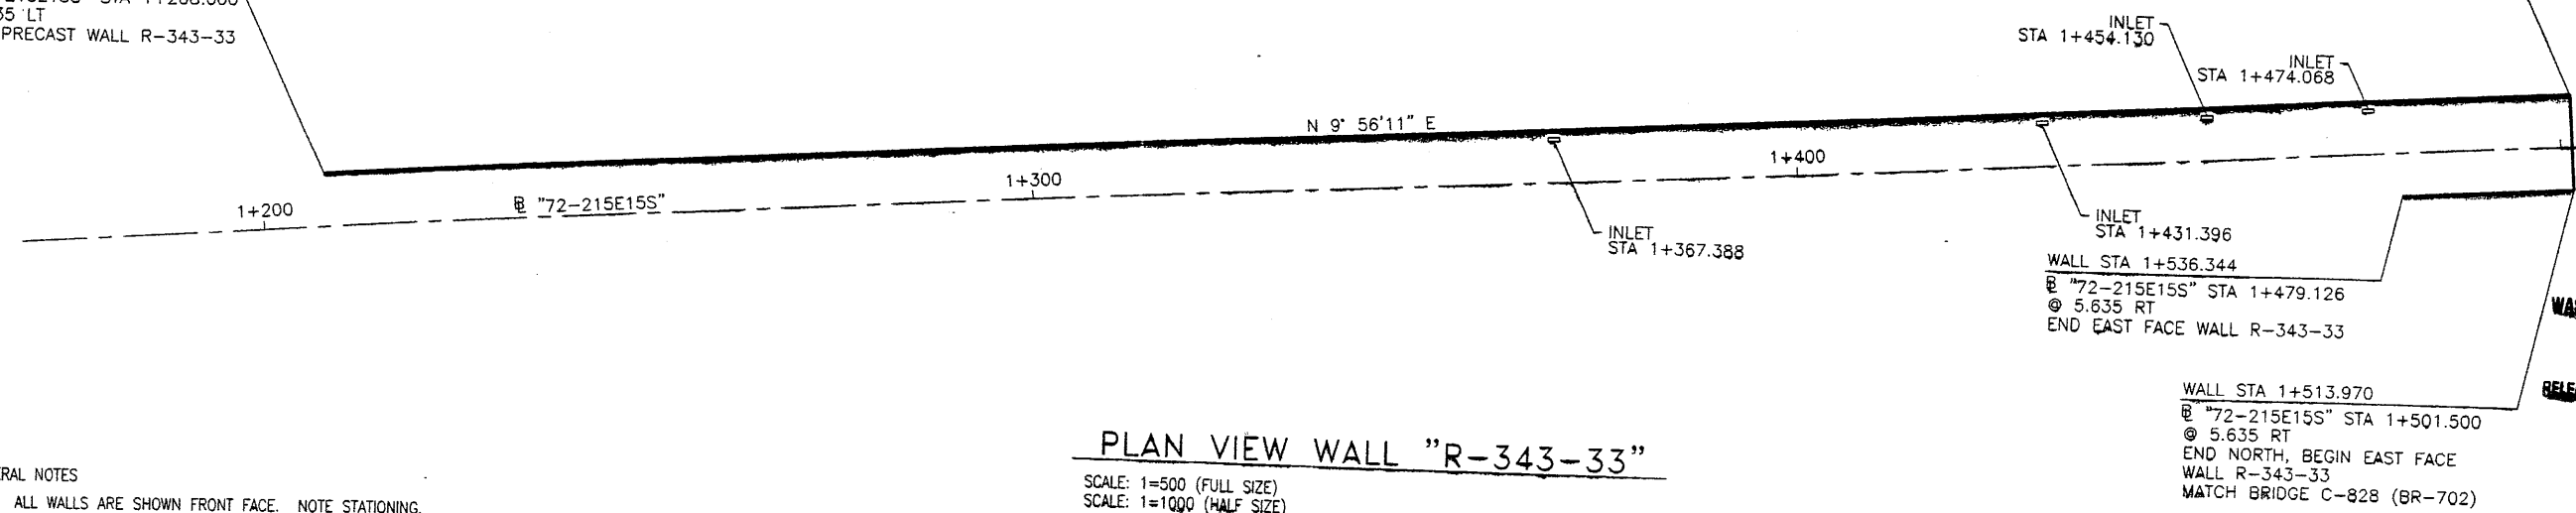 35 LT
PRECAST WALL R-343-33
INLET
STA 1+454.130
INLET
STA 1+474.068
N 9° 56'11" E
1+400
1+300
1+200
℄ "72-215E15S"
INLET
STA 1+367.388
INLET
STA 1+431.396
WALL STA 1+536.344
℄ "72-215E15S" STA 1+479.126
@ 5.635 RT
END EAST FACE WALL R-343-33
WALL STA 1+513.970
℄ "72-215E15S" STA 1+501.500
@ 5.635 RT
END NORTH, BEGIN EAST FACE
WALL R-343-33
MATCH BRIDGE C-828 (BR-702)
PLAN VIEW WALL "R-343-33"
SCALE: 1=500 (FULL SIZE)
SCALE: 1=1000 (HALF SIZE)
RAL NOTES
ALL WALLS ARE SHOWN FRONT FACE. NOTE STATIONING.